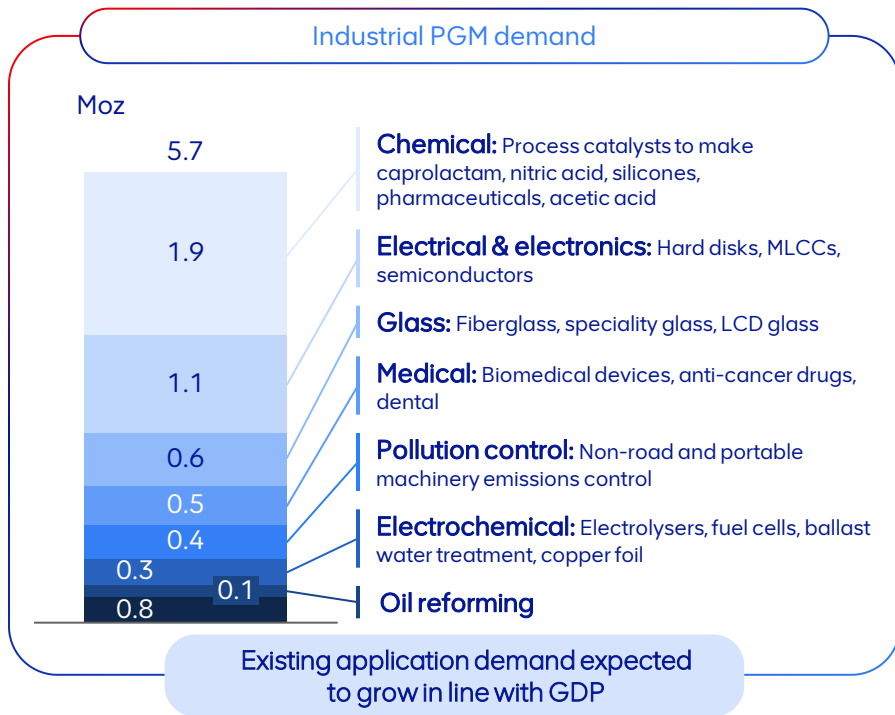 Industrial PGM demand
Moz
5.7
1.9
1.1
0.6
0.5
0.4
0.3
0.1
0.8
Chemical: Process catalysts to make
caprolactam, nitric acid, silicones,
pharmaceuticals, acetic acid
Electrical & electronics: Hard disks, MLCCs,
semiconductors
Glass: Fiberglass, speciality glass, LCD glass
Medical: Biomedical devices, anti-cancer drugs,
dental
Pollution control: Non-road and portable
machinery emissions control
Electrochemical: Electrolysers, fuel cells, ballast
water treatment, copper foil
Oil reforming
Existing application demand expected
to grow in line with GDP